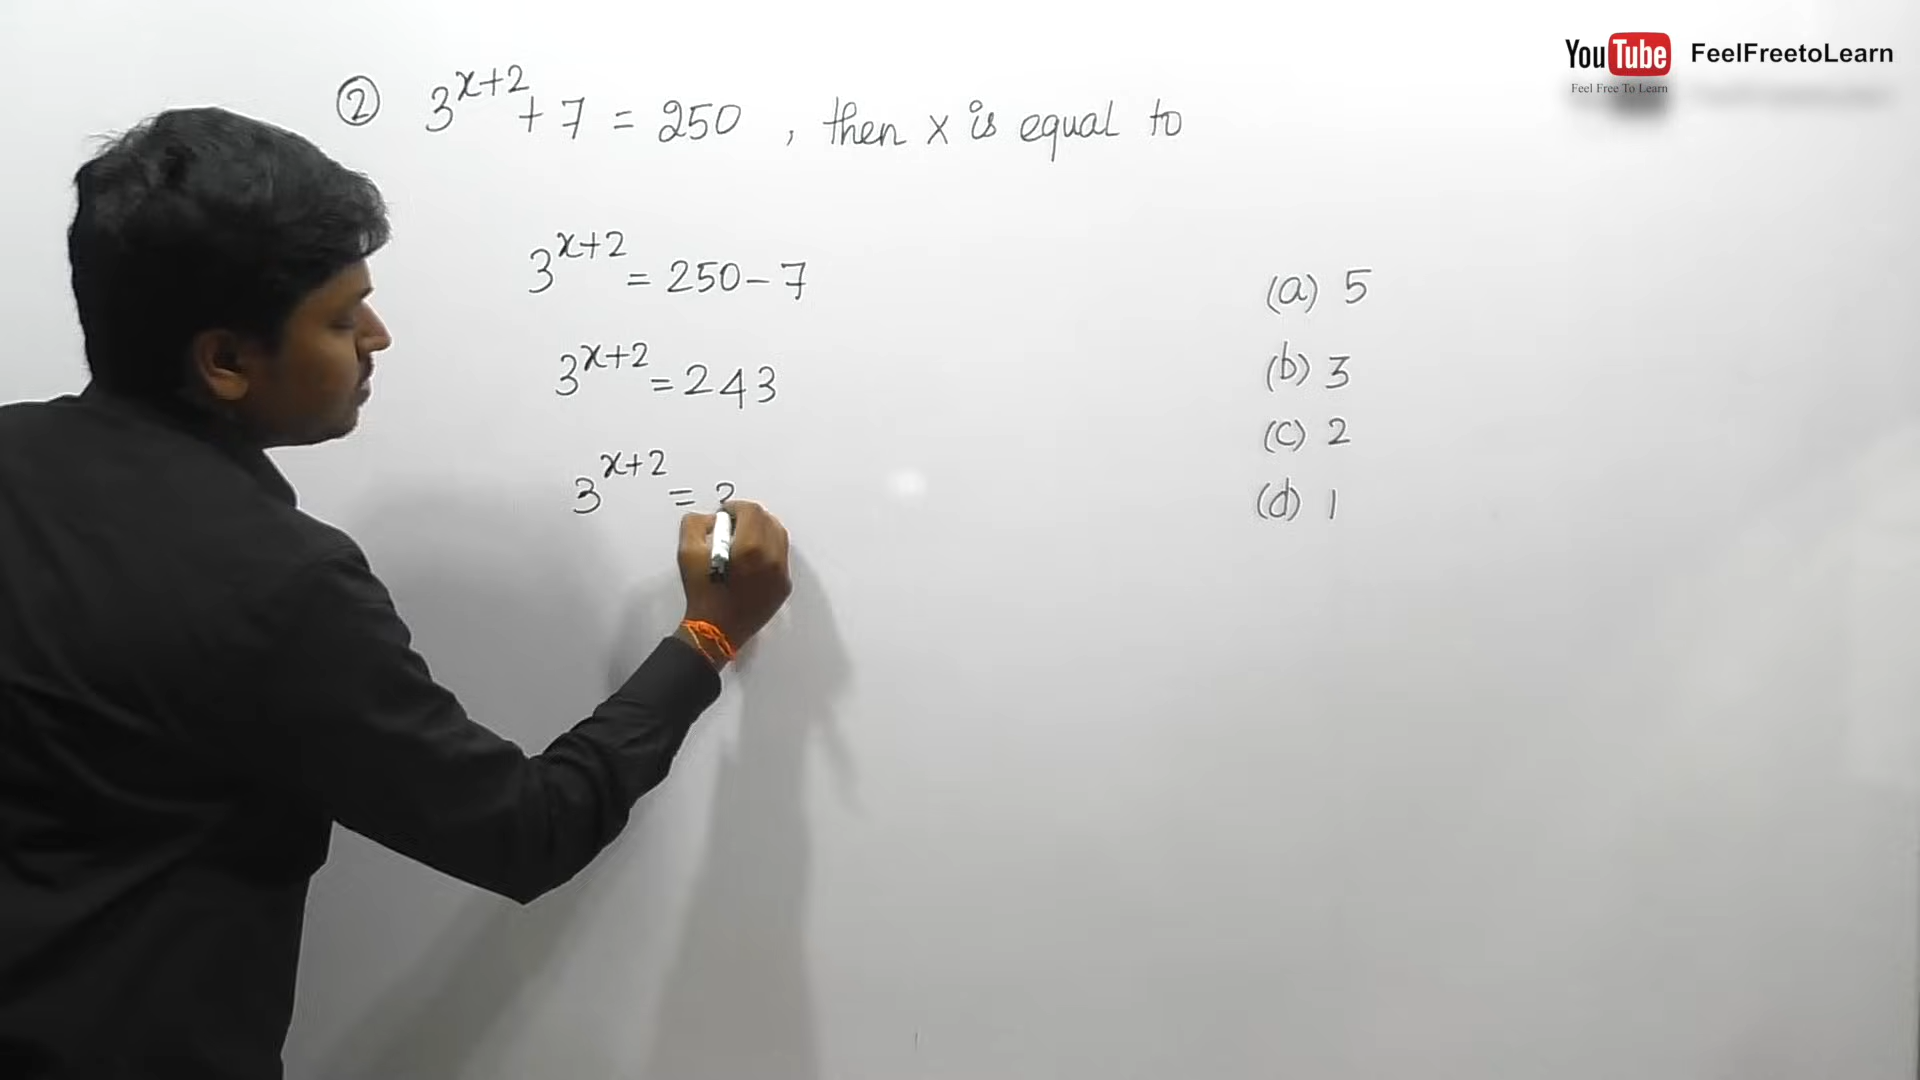 ② 3^{x+2} + 7 = 250 , then x is equal to
3^{x+2} = 250 - 7
3^{x+2} = 243
3^{x+2} = 3
(a) 5
(b) 3
(c) 2
(d) 1
YouTube FeelFreetoLearn
Feel Free To Learn